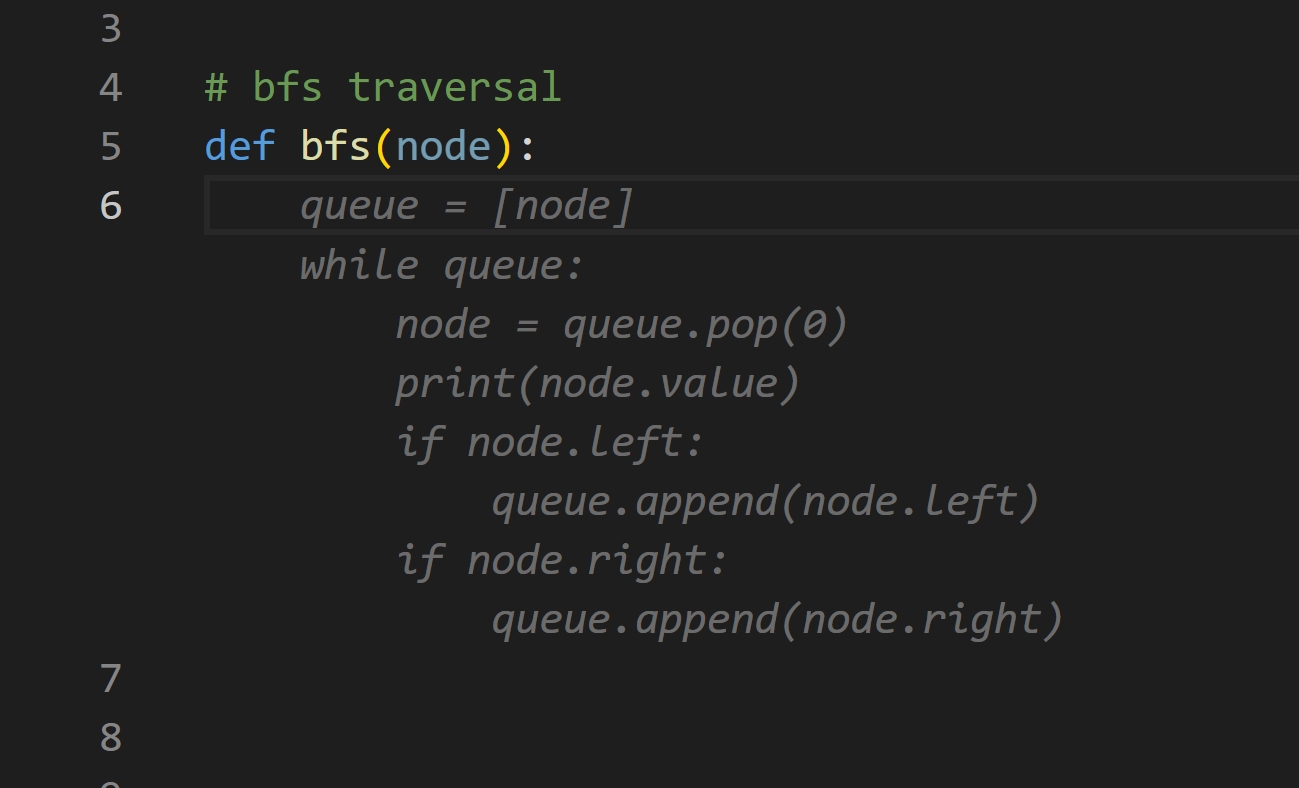 3
4 # bfs traversal
5 def bfs(node):
6 queue = [node]
while queue:
node = queue.pop(0)
print(node.value)
if node.left:
queue.append(node.left)
if node.right:
queue.append(node.right)
7
8